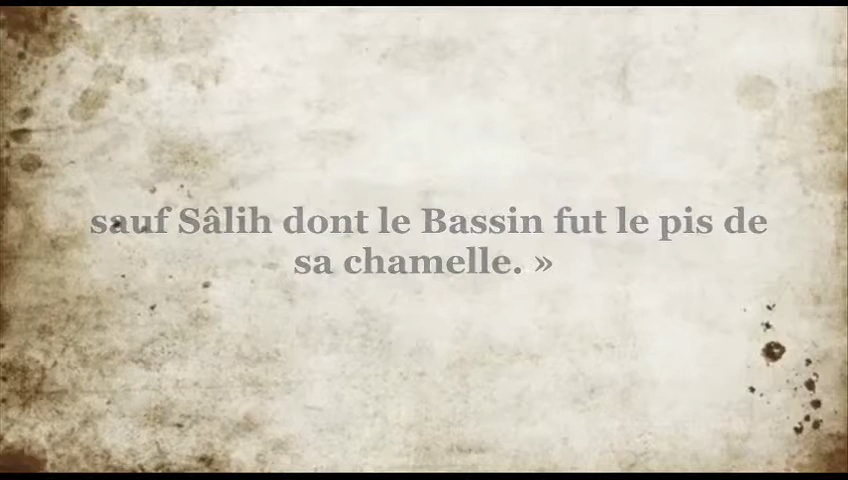 sauf Sâlih dont le Bassin fut le pis de
sa chamelle. »